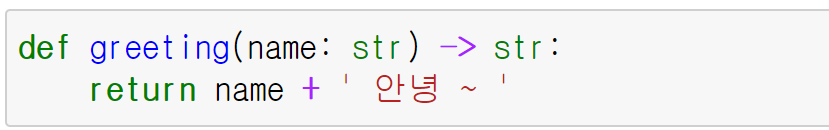 def greeting(name: str) -> str:
    return name + ' 안녕 ~ '